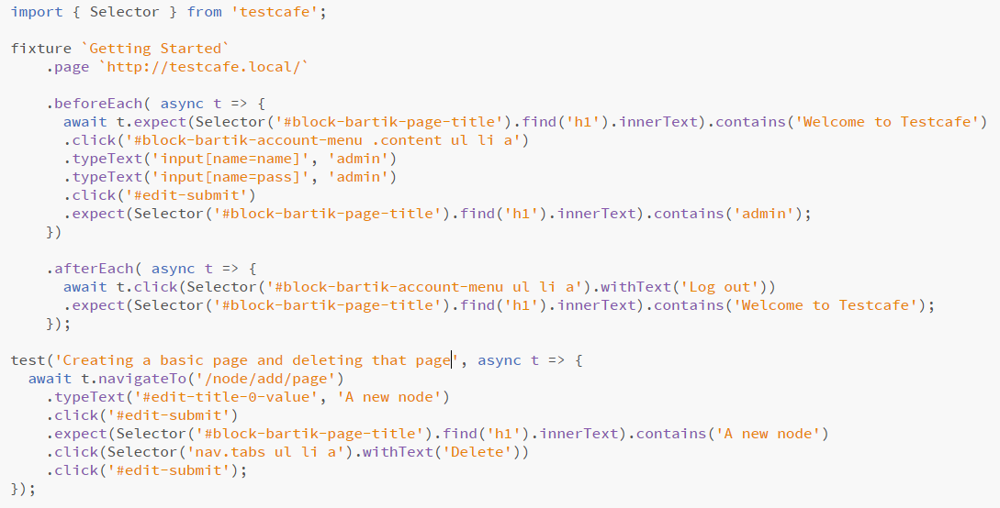 import { Selector } from 'testcafe';

fixture `Getting Started`
    .page `http://testcafe.local/`

    .beforeEach( async t => {
      await t.expect(Selector('#block-bartik-page-title').find('h1').innerText).contains('Welcome to Testcafe')
      .click('#block-bartik-account-menu .content ul li a')
      .typeText('input[name=name]', 'admin')
      .typeText('input[name=pass]', 'admin')
      .click('#edit-submit')
      .expect(Selector('#block-bartik-page-title').find('h1').innerText).contains('admin');
    })

    .afterEach( async t => {
      await t.click(Selector('#block-bartik-account-menu ul li a').withText('Log out'))
      .expect(Selector('#block-bartik-page-title').find('h1').innerText).contains('Welcome to Testcafe');
    });

test('Creating a basic page and deleting that page', async t => {
  await t.navigateTo('/node/add/page')
    .typeText('#edit-title-0-value', 'A new node')
    .click('#edit-submit')
    .expect(Selector('#block-bartik-page-title').find('h1').innerText).contains('A new node')
    .click(Selector('nav.tabs ul li a').withText('Delete'))
    .click('#edit-submit');
});